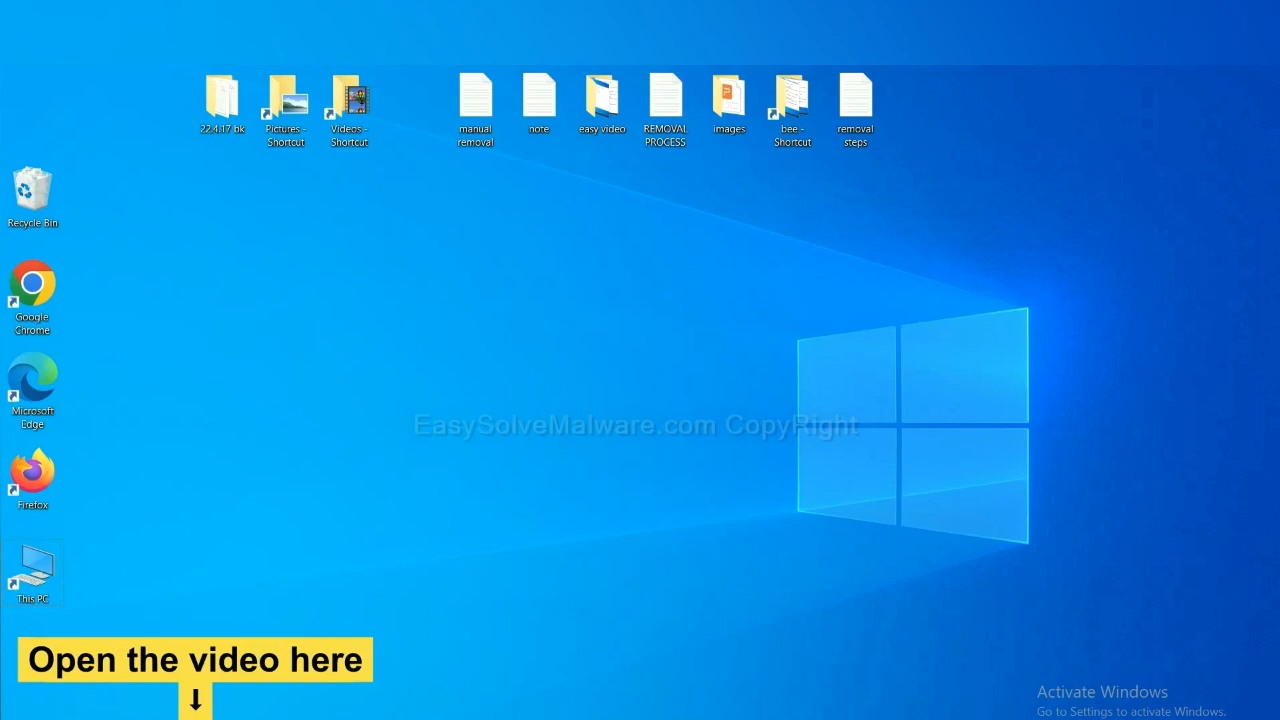 22.4.17 bk
Pictures -
Shortcut
Videos -
Shortcut
manual
removal
note
easy video
REMOVAL
PROCESS
images
bee -
Shortcut
removal
steps
Recycle Bin
Google
Chrome
Microsoft
Edge
EasySolveMalware.com CopyRight
Firefox
This PC
Open the video here
↓
Activate Windows
Go to Settings to activate Windows.